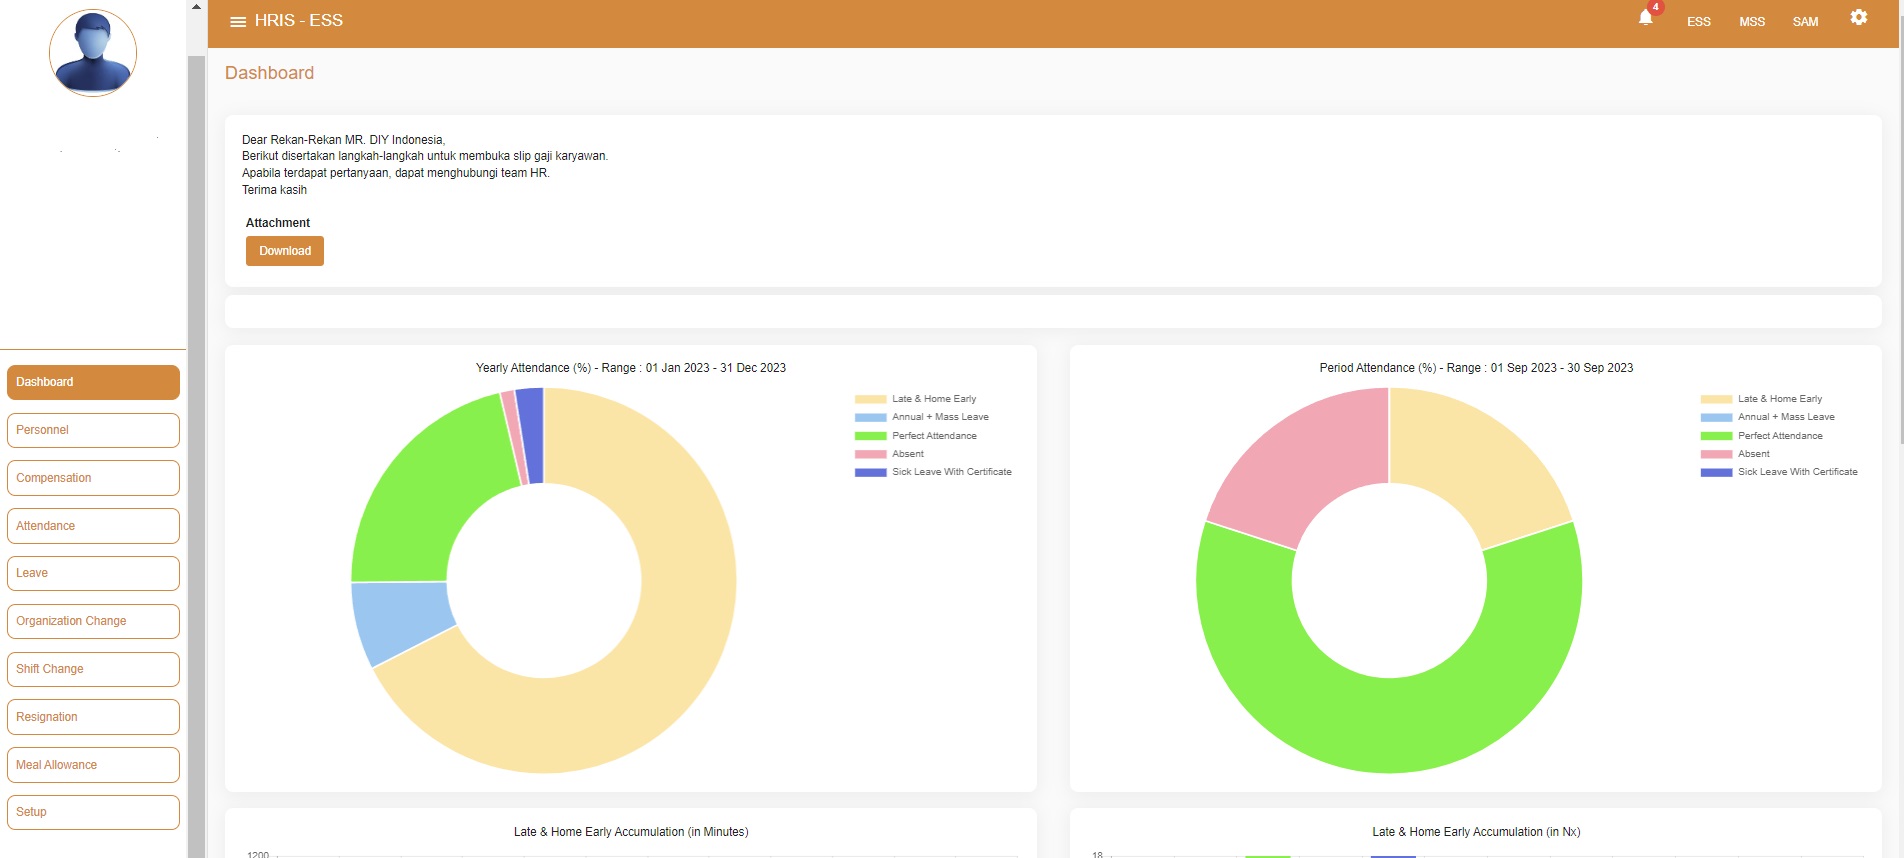 HRIS - ESS
4
ESS
MSS
SAM
Dashboard
Dear Rekan-Rekan MR. DIY Indonesia,
Berikut disertakan langkah-langkah untuk membuka slip gaji karyawan.
Apabila terdapat pertanyaan, dapat menghubungi team HR.
Terima kasih
Attachment
Download
Dashboard
Personnel
Compensation
Attendance
Leave
Organization Change
Shift Change
Resignation
Meal Allowance
Setup
Yearly Attendance (%) - Range : 01 Jan 2023 - 31 Dec 2023
Late & Home Early
Annual + Mass Leave
Perfect Attendance
Absent
Sick Leave With Certificate
Period Attendance (%) - Range : 01 Sep 2023 - 30 Sep 2023
Late & Home Early
Annual + Mass Leave
Perfect Attendance
Absent
Sick Leave With Certificate
Late & Home Early Accumulation (in Minutes)
1200
Late & Home Early Accumulation (in Nx)
18